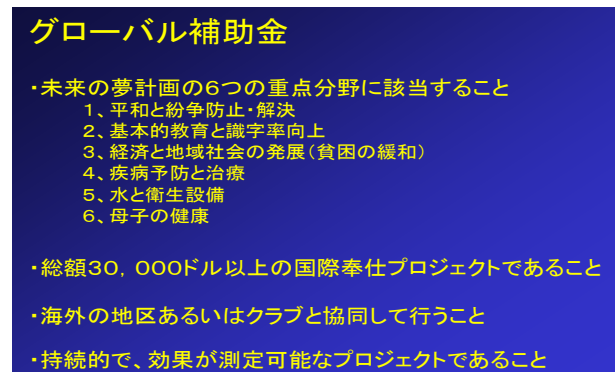 グローバル補助金
・未来の夢計画の６つの重点分野に該当すること
１、平和と紛争防止・解決
２、基本的教育と識字率向上
３、経済と地域社会の発展（貧困の緩和）
４、疾病予防と治療
５、水と衛生設備
６、母子の健康
・総額３０，０００ドル以上の国際奉仕プロジェクトであること
・海外の地区あるいはクラブと協同して行うこと
・持続的で、効果が測定可能なプロジェクトであること